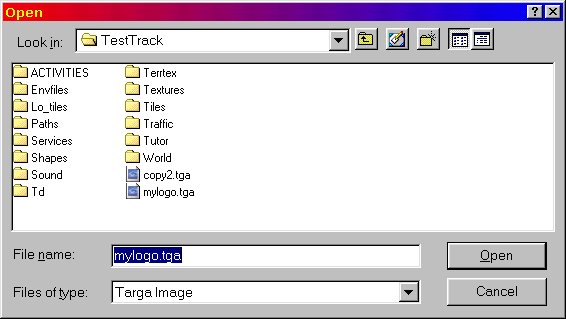 Open
Look in: TestTrack
ACTIVITIES
Envfiles
Lo_tiles
Paths
Services
Shapes
Sound
Td
Terrtex
Textures
Tiles
Traffic
Tutor
World
copy2.tga
mylogo.tga
File name: mylogo.tga Open
Files of type: Targa Image Cancel